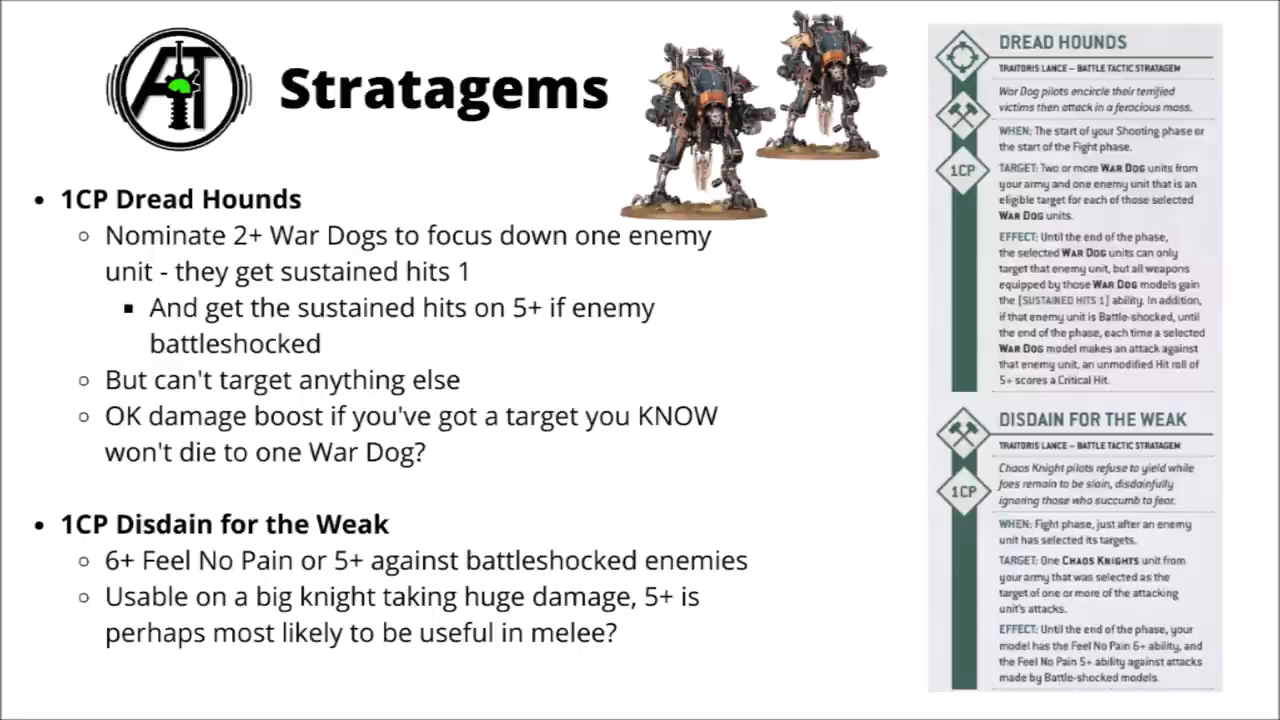 AT
Stratagems
1CP Dread Hounds
Nominate 2+ War Dogs to focus down one enemy
unit - they get sustained hits 1
And get the sustained hits on 5+ if enemy
battleshocked
But can't target anything else
OK damage boost if you've got a target you KNOW
won't die to one War Dog?
1CP Disdain for the Weak
6+ Feel No Pain or 5+ against battleshocked enemies
Usable on a big knight taking huge damage, 5+ is
perhaps most likely to be useful in melee?
DREAD HOUNDS
TRAITORIS LANCE – BATTLE TACTIC STRATAGEM
War Dog pilots encircle their terrified
victims then attack in a ferocious mass.
WHEN: The start of your Shooting phase or
the start of the Fight phase.
1CP
TARGET: Two or more WAR DOG units from
your army and one enemy unit that is an
eligible target for each of those selected
WAR DOG units.
EFFECT: Until the end of the phase,
the selected WAR DOG units can only
target that enemy unit, but all weapons
equipped by those WAR DOG models gain
the [SUSTAINED HITS 1] ability. In addition,
if that enemy unit is Battle-shocked, until
the end of the phase, each time a selected
WAR DOG model makes an attack against
that enemy unit, an unmodified Hit roll of
5+ scores a Critical Hit.
DISDAIN FOR THE WEAK
TRAITORIS LANCE – BATTLE TACTIC STRATAGEM
Chaos Knight pilots refuse to yield while
foes remain to be slain, disdainfully
ignoring those who succumb to fear.
1CP
WHEN: Fight phase, just after an enemy
unit has selected its targets.
TARGET: One CHAOS KNIGHTS unit from
your army that was selected as the
target of one or more of the attacking
unit's attacks.
EFFECT: Until the end of the phase, your
model has the Feel No Pain 6+ ability, and
the Feel No Pain 5+ ability against attacks
made by Battle-shocked models.